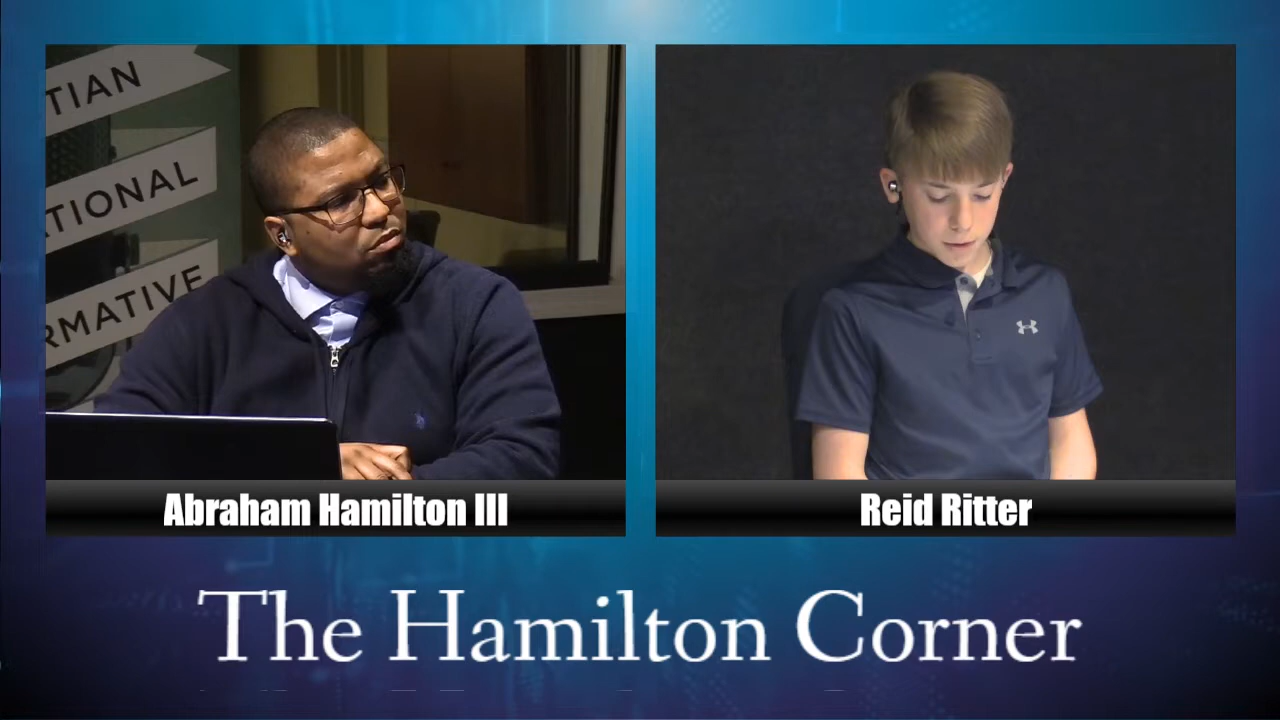 TIAN
TIONAL
RMATIVE
Abraham Hamilton III
Reid Ritter
The Hamilton Corner